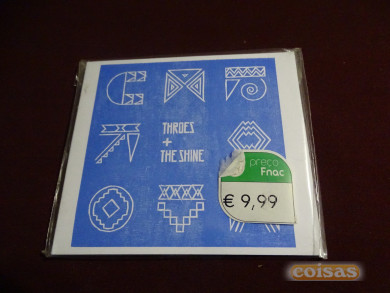 THROES
+
THE SHINE
preço
Fnac
€ 9,99
coisas